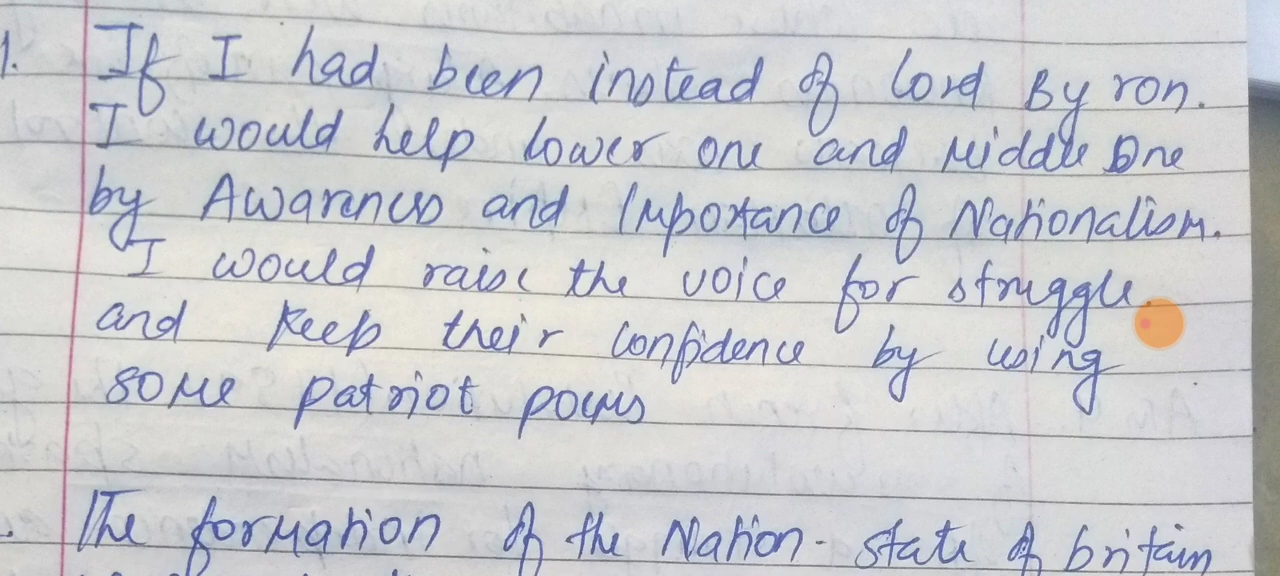 1. If I had been instead of Lord Byron.
I would help lower one and Middle One
by Awareness and Importance of Nationalism.
I would raise the voice for struggle
and keep their confidence by using
some patriot poems
The formation of the Nation-state of britain